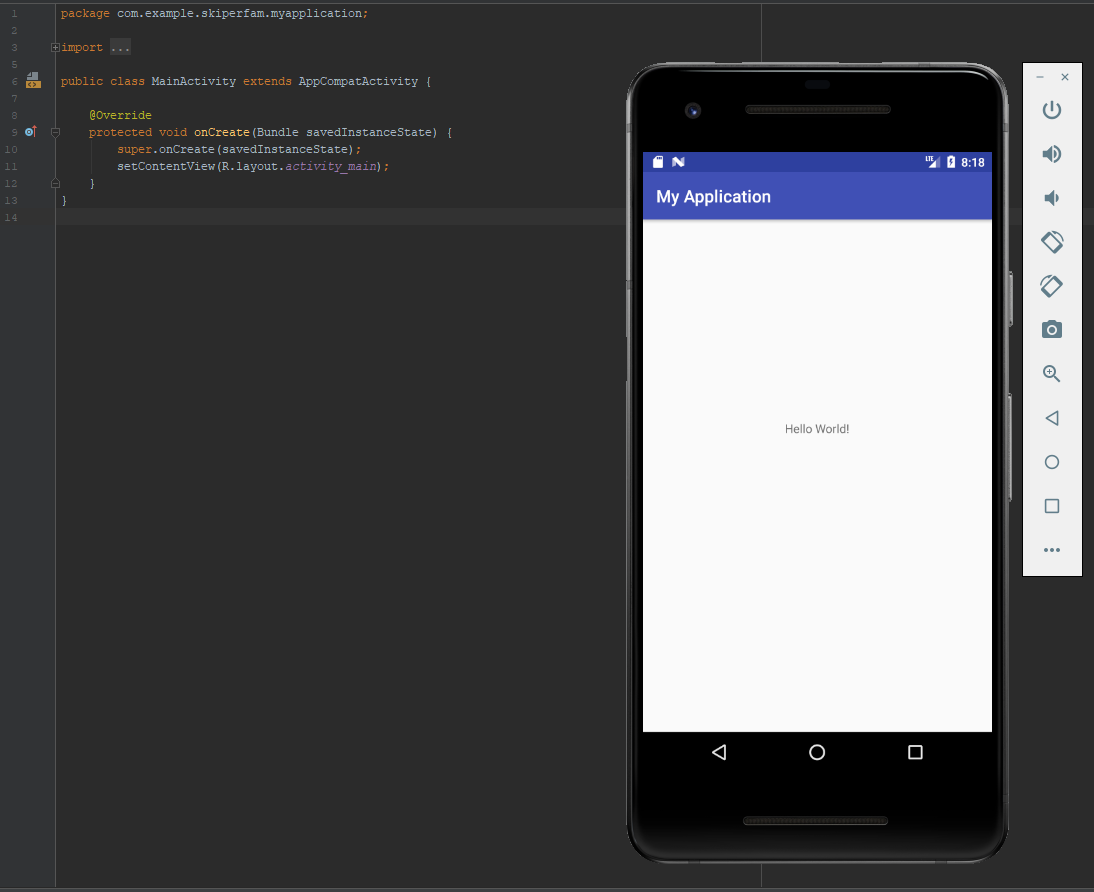 1 package com.example.skiperfam.myapplication;
2
3 import ...
5
6 public class MainActivity extends AppCompatActivity {
7
8 @Override
9 protected void onCreate(Bundle savedInstanceState) {
10 super.onCreate(savedInstanceState);
11 setContentView(R.layout.activity_main);
12 }
13 }
14
LTE 8:18
My Application
Hello World!